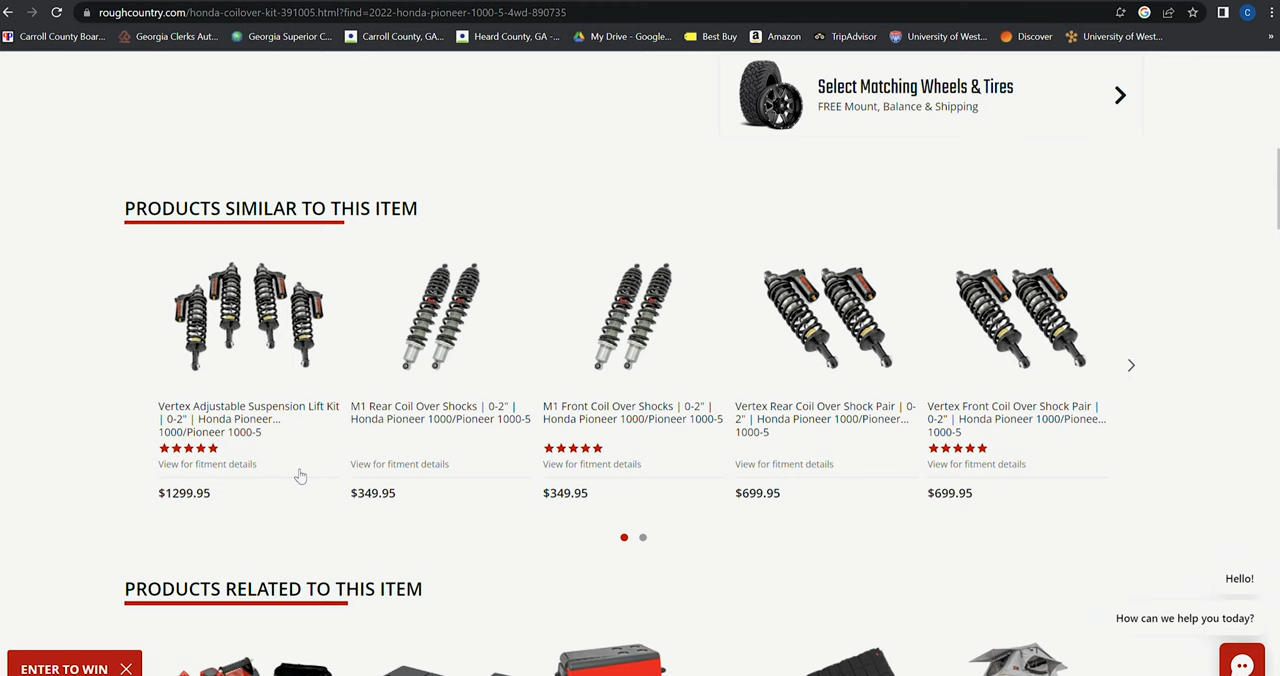 roughcountry.com/honda-coilover-kit-391005.html?find=2022-honda-pioneer-1000-5-4wd-890735
C
Carroll County Boar... Georgia Clerks Aut... Georgia Superior C... Carroll County, GA... Heard County, GA -... My Drive - Google... Best Buy Amazon TripAdvisor University of West... Discover University of West... »
Select Matching Wheels & Tires
FREE Mount, Balance & Shipping
PRODUCTS SIMILAR TO THIS ITEM
Vertex Adjustable Suspension Lift Kit
| 0-2" | Honda Pioneer...
1000/Pioneer 1000-5
View for fitment details
$1299.95
M1 Rear Coil Over Shocks | 0-2" |
Honda Pioneer 1000/Pioneer 1000-5
View for fitment details
$349.95
M1 Front Coil Over Shocks | 0-2" |
Honda Pioneer 1000/Pioneer 1000-5
View for fitment details
$349.95
Vertex Rear Coil Over Shock Pair | 0-
2" | Honda Pioneer 1000/Pioneer...
1000-5
View for fitment details
$699.95
Vertex Front Coil Over Shock Pair |
0-2" | Honda Pioneer 1000/Pionee...
1000-5
View for fitment details
$699.95
PRODUCTS RELATED TO THIS ITEM
Hello!
How can we help you today?
ENTER TO WIN